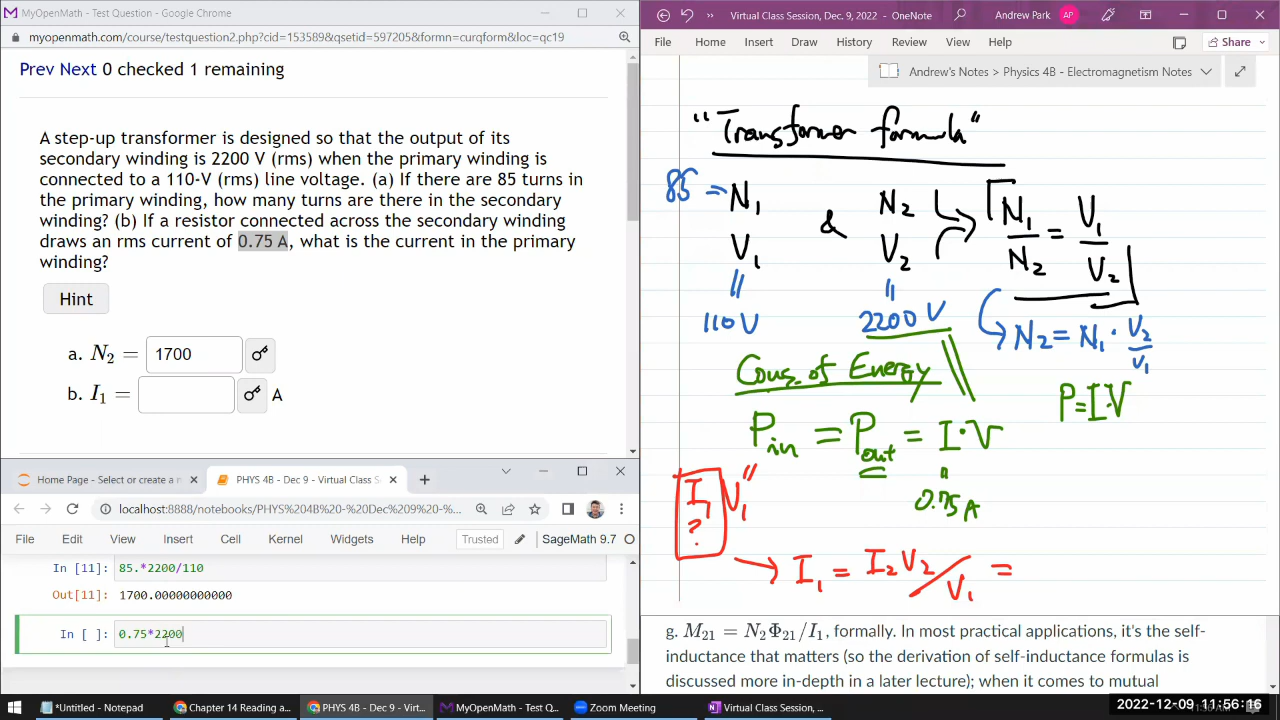 MyOpenMath - Test Question - Google Chrome
myopenmath.com/course/testquestion2.php?cid=153589&qsetid=597205&formn=curqform&loc=qc19
Prev Next 0 checked 1 remaining
A step-up transformer is designed so that the output of its
secondary winding is 2200 V (rms) when the primary winding is
connected to a 110-V (rms) line voltage. (a) If there are 85 turns in
the primary winding, how many turns are there in the secondary
winding? (b) If a resistor connected across the secondary winding
draws an rms current of 0.75 A, what is the current in the primary
winding?
Hint
a. N₂ = 1700
b. I₁ = A
Home Page - Select or create a
PHYS 4B - Dec 9 - Virtual Class S
localhost:8888/notebooks/PHYS 4B - Dec 9 - V...
File Edit View Insert Cell Kernel Widgets Help Trusted SageMath 9.7
In [11]: 85.*2200/110
Out[11]: 1700.00000000000
In [ ]: 0.75*2200
Virtual Class Session, Dec. 9, 2022 - OneNote
Andrew Park AP
File Home Insert Draw History Review View Help Share
Andrew's Notes > Physics 4B - Electromagnetism Notes
"Transformer formula"
85 = N₁ & N₂ N₁/N₂ = V₁/V₂
V₁ V₂
110V 2200 V
N₂ = N₁ · V₂/V₁
Cons. of Energy
P = I·V
Pin = Pout = I·V
0.75 A
I₁ V₁
?
→ I₁ = I₂V₂/V₁ =
g. M₂₁ = N₂Φ₂₁/I₁, formally. In most practical applications, it's the self-
inductance that matters (so the derivation of self-inductance formulas is
discussed more in-depth in a later lecture); when it comes to mutual
*Untitled - Notepad
Chapter 14 Reading a...
PHYS 4B - Dec 9 - Virt...
MyOpenMath - Test Q...
Zoom Meeting
Virtual Class Session, ...
2022-12-09 11:56:16